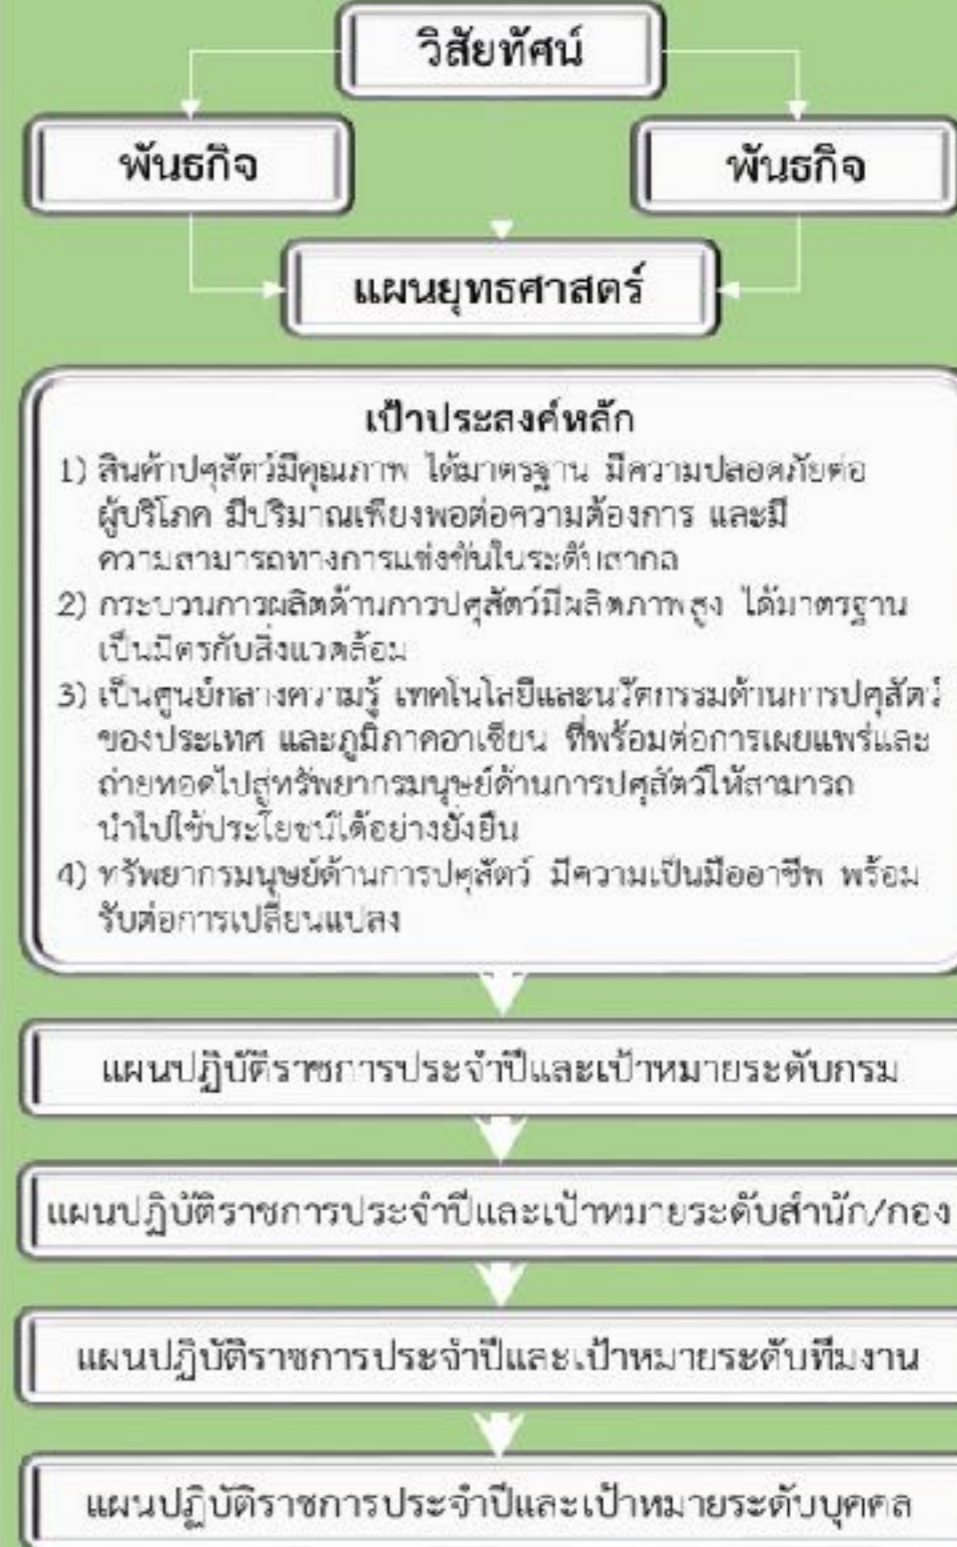 วิสัยทัศน์
พันธกิจ
พันธกิจ
แผนยุทธศาสตร์
เป้าประสงค์หลัก
1) สินค้าปศุสัตว์มีคุณภาพ ได้มาตรฐาน มีความปลอดภัยต่อ
ผู้บริโภค มีปริมาณเพียงพอต่อความต้องการ และมี
ความสามารถทางการแข่งขันในระดับสากล
2) กระบวนการผลิตด้านการปศุสัตว์มีผลิตภาพสูง ได้มาตรฐาน
เป็นมิตรกับสิ่งแวดล้อม
3) เป็นศูนย์กลางความรู้ เทคโนโลยีและนวัตกรรมด้านการปศุสัตว์
ของประเทศ และภูมิภาคอาเซียน ที่พร้อมต่อการเผยแพร่และ
ถ่ายทอดไปสู่ทรัพยากรมนุษย์ด้านการปศุสัตว์ให้สามารถ
นำไปใช้ประโยชน์ได้อย่างยั่งยืน
4) ทรัพยากรมนุษย์ด้านการปศุสัตว์ มีความเป็นมืออาชีพ พร้อม
รับต่อการเปลี่ยนแปลง
แผนปฏิบัติราชการประจำปีและเป้าหมายระดับกรม
แผนปฏิบัติราชการประจำปีและเป้าหมายระดับสำนัก/กอง
แผนปฏิบัติราชการประจำปีและเป้าหมายระดับทีมงาน
แผนปฏิบัติราชการประจำปีและเป้าหมายระดับบุคคล